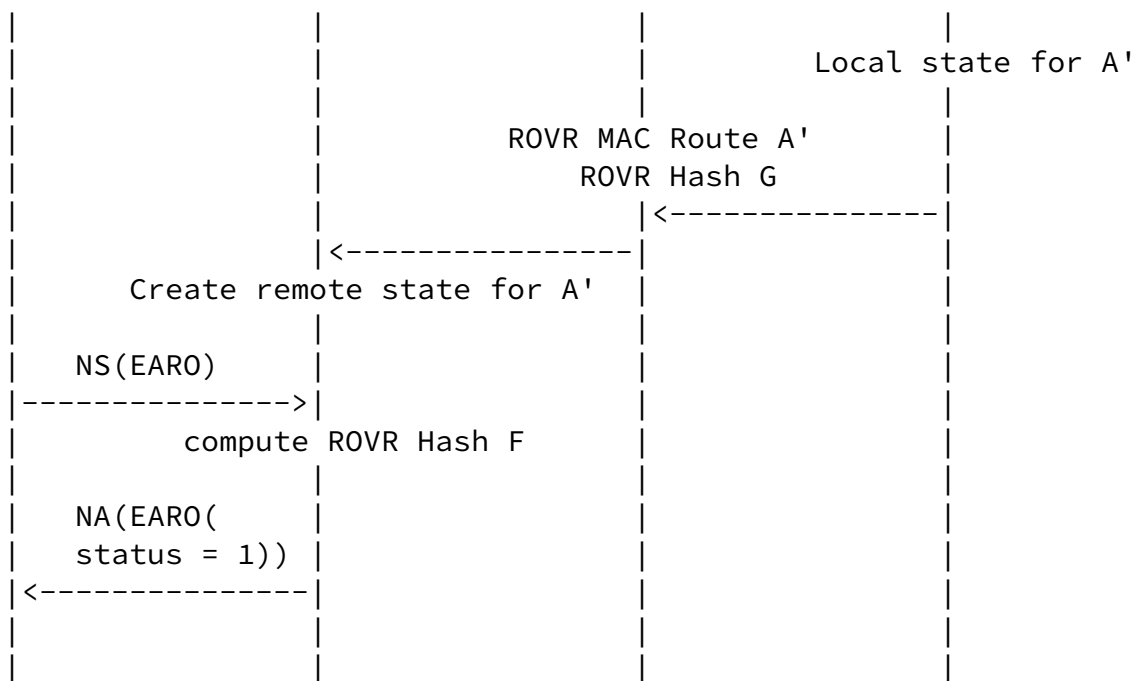 Local state for A'
ROVR MAC Route A'
ROVR Hash G
Create remote state for A'
NS(EARO)
compute ROVR Hash F
NA(EARO(
status = 1))